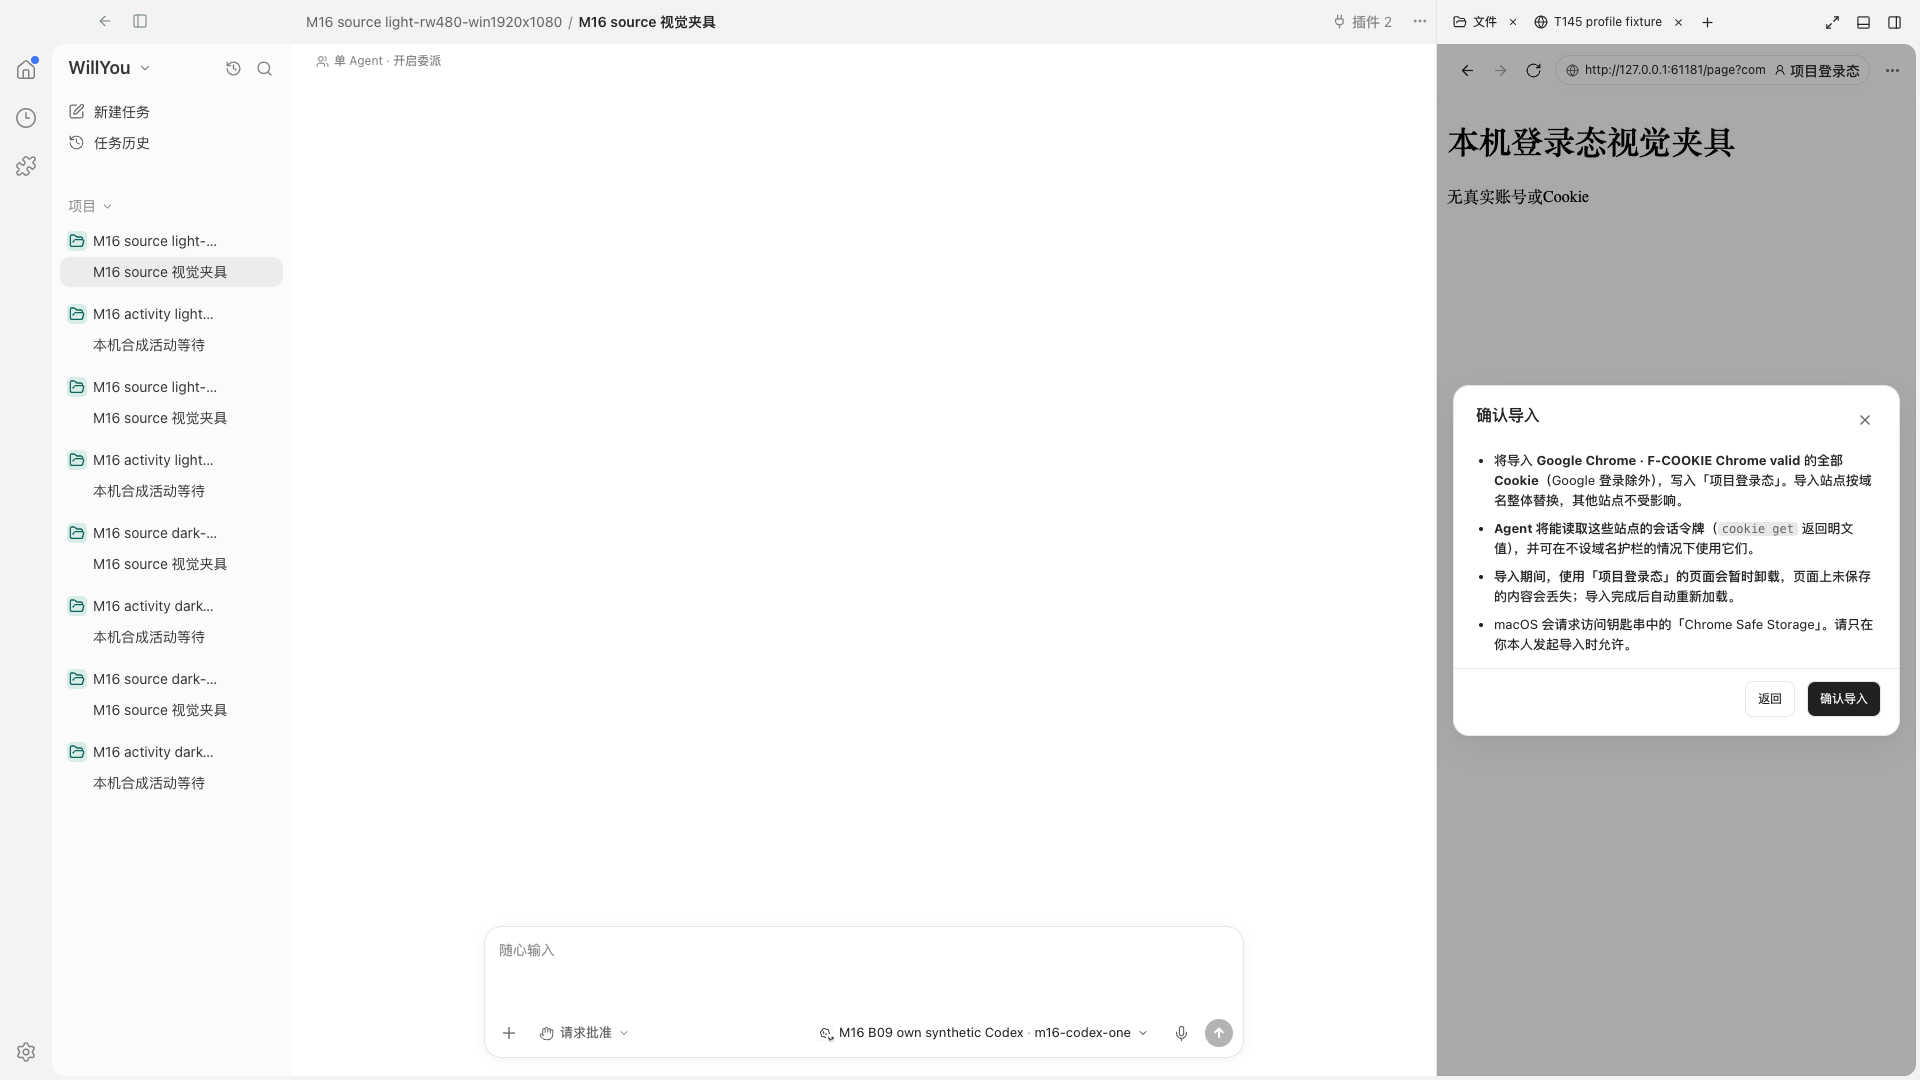 M16 source light-rw480-win1920x1080 / M16 source 视觉夹具
插件 2
文件
T145 profile fixture
WillYou
新建任务
任务历史
项目
M16 source light-...
M16 source 视觉夹具
M16 activity light...
本机合成活动等待
M16 source light-...
M16 source 视觉夹具
M16 activity light...
本机合成活动等待
M16 source dark-...
M16 source 视觉夹具
M16 activity dark...
本机合成活动等待
M16 source dark-...
M16 source 视觉夹具
M16 activity dark...
本机合成活动等待
单 Agent · 开启委派
随心输入
请求批准
M16 B09 own synthetic Codex · m16-codex-one
http://127.0.0.1:61181/page?com
项目登录态
本机登录态视觉夹具
无真实账号或Cookie
确认导入
将导入 Google Chrome · F-COOKIE Chrome valid 的全部
Cookie（Google 登录除外），写入「项目登录态」。导入站点按域
名整体替换，其他站点不受影响。
Agent 将能读取这些站点的会话令牌（cookie get 返回明文
值），并可在不设域名护栏的情况下使用它们。
导入期间，使用「项目登录态」的页面会暂时卸载，页面上未保存
的内容会丢失；导入完成后自动重新加载。
macOS 会请求访问钥匙串中的「Chrome Safe Storage」。请只在
你本人发起导入时允许。
返回
确认导入